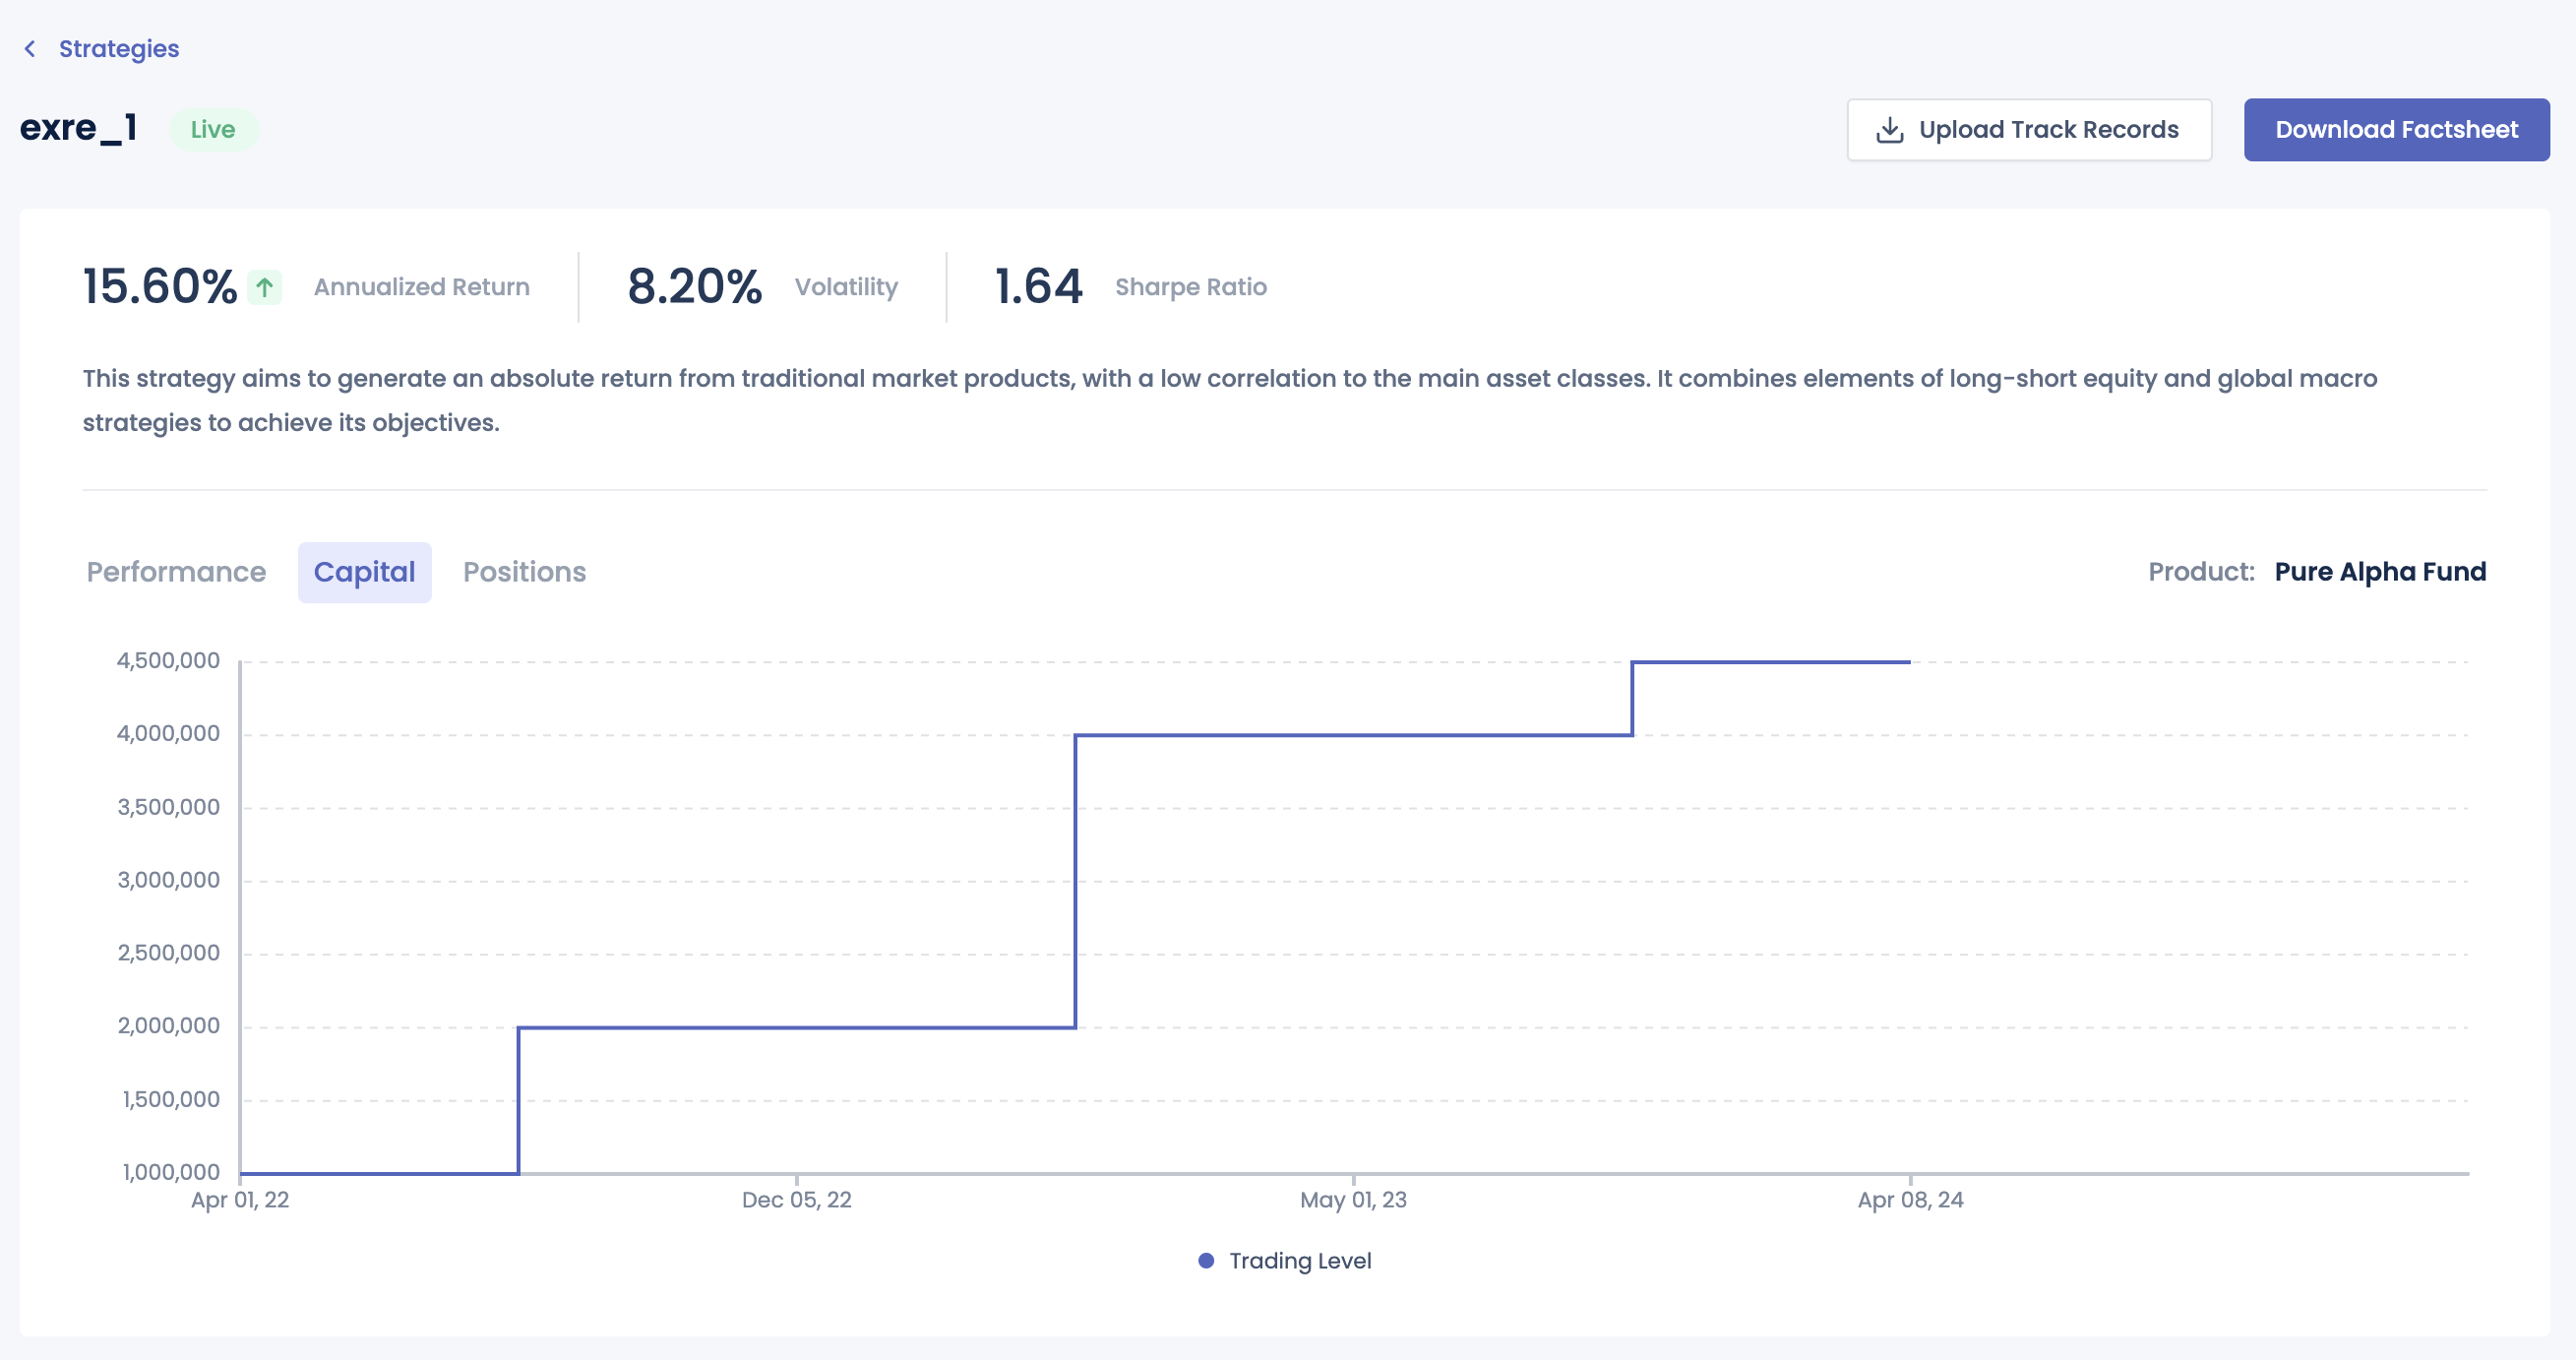 Strategies
exre_1 Live Upload Track Records Download Factsheet
15.60% Annualized Return 8.20% Volatility 1.64 Sharpe Ratio
This strategy aims to generate an absolute return from traditional market products, with a low correlation to the main asset classes. It combines elements of long-short equity and global macro
strategies to achieve its objectives.
Performance Capital Positions Product: Pure Alpha Fund
4,500,000
4,000,000
3,500,000
3,000,000
2,500,000
2,000,000
1,500,000
1,000,000
Apr 01, 22 Dec 05, 22 May 01, 23 Apr 08, 24
Trading Level